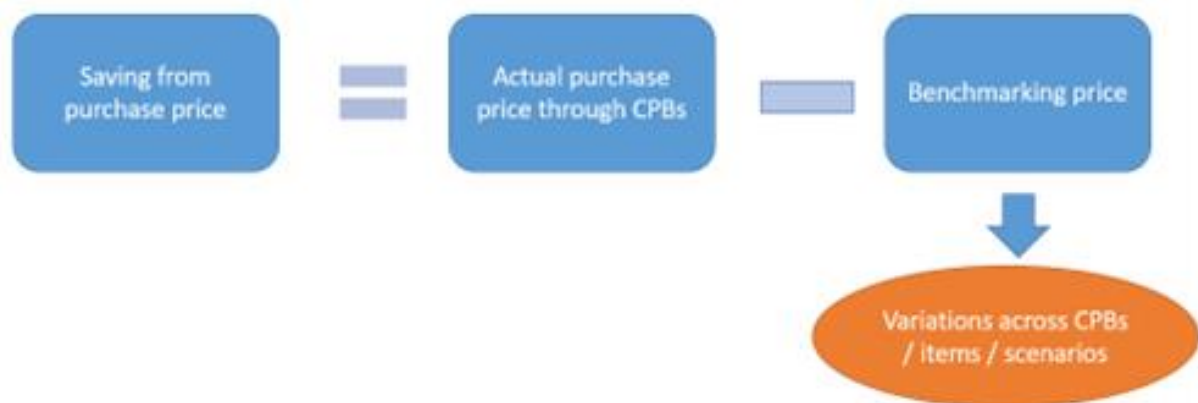 Saving from
purchase price
Actual purchase
price through CPBs
Benchmarking price
Variations across CPBs
/ items / scenarios